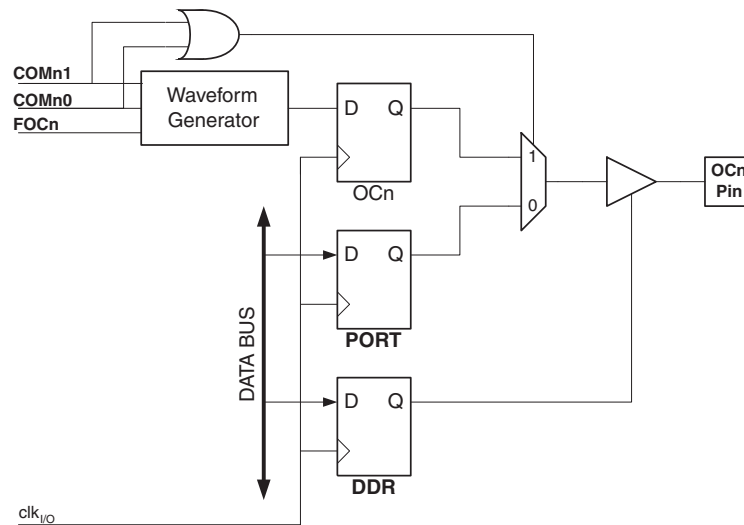 COMn1
COMn0
FOCn
Waveform
Generator
D Q
OCn
1
0
OCn
Pin
D Q
PORT
DATA BUS
D Q
DDR
clkI/O